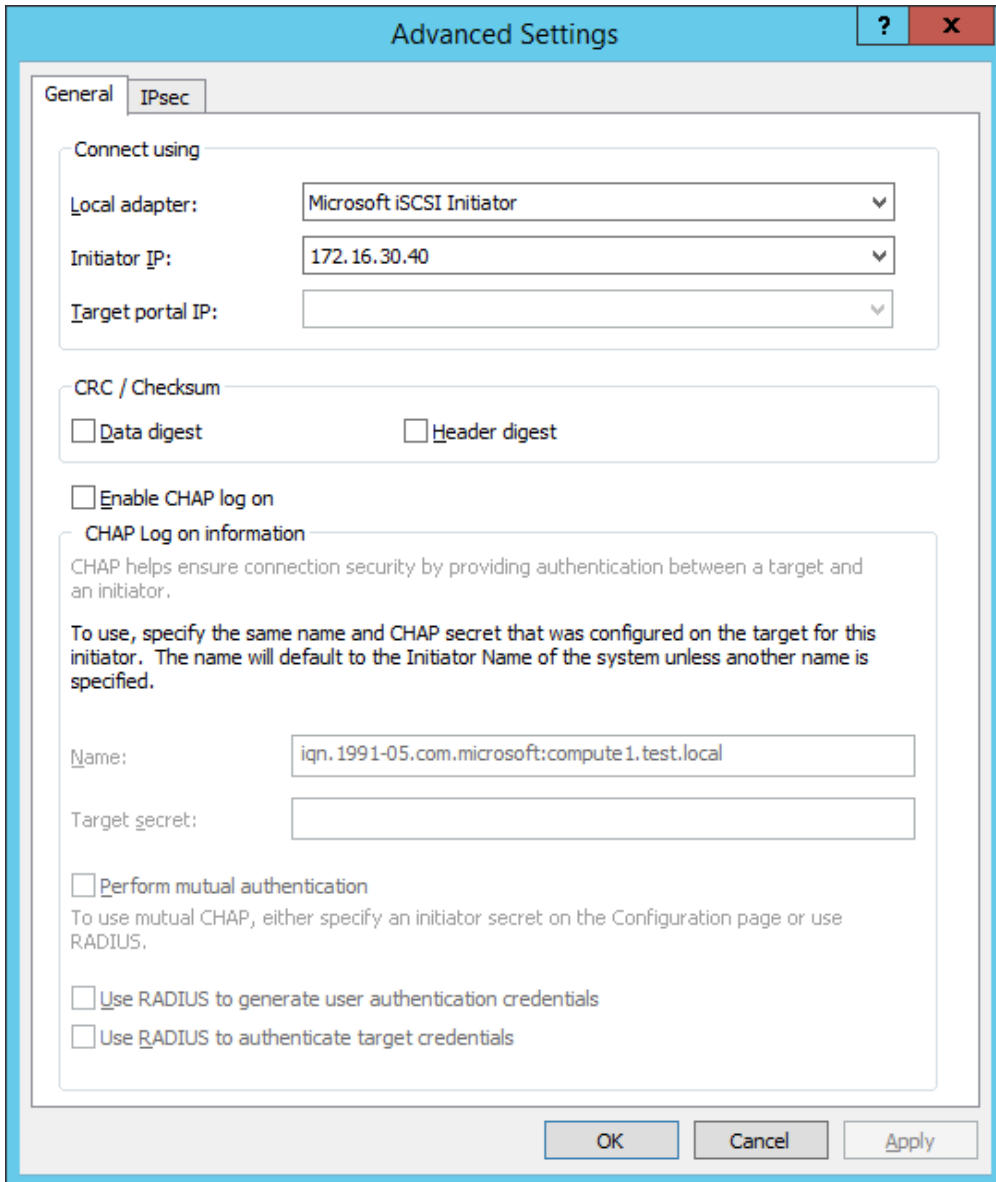 Advanced Settings
?
x
General
IPsec
Connect using
Local adapter:
Microsoft iSCSI Initiator
Initiator IP:
172.16.30.40
Target portal IP:
CRC / Checksum
Data digest
Header digest
Enable CHAP log on
CHAP Log on information
CHAP helps ensure connection security by providing authentication between a target and
an initiator.
To use, specify the same name and CHAP secret that was configured on the target for this
initiator. The name will default to the Initiator Name of the system unless another name is
specified.
Name:
iqn.1991-05.com.microsoft:compute1.test.local
Target secret:
Perform mutual authentication
To use mutual CHAP, either specify an initiator secret on the Configuration page or use
RADIUS.
Use RADIUS to generate user authentication credentials
Use RADIUS to authenticate target credentials
OK
Cancel
Apply